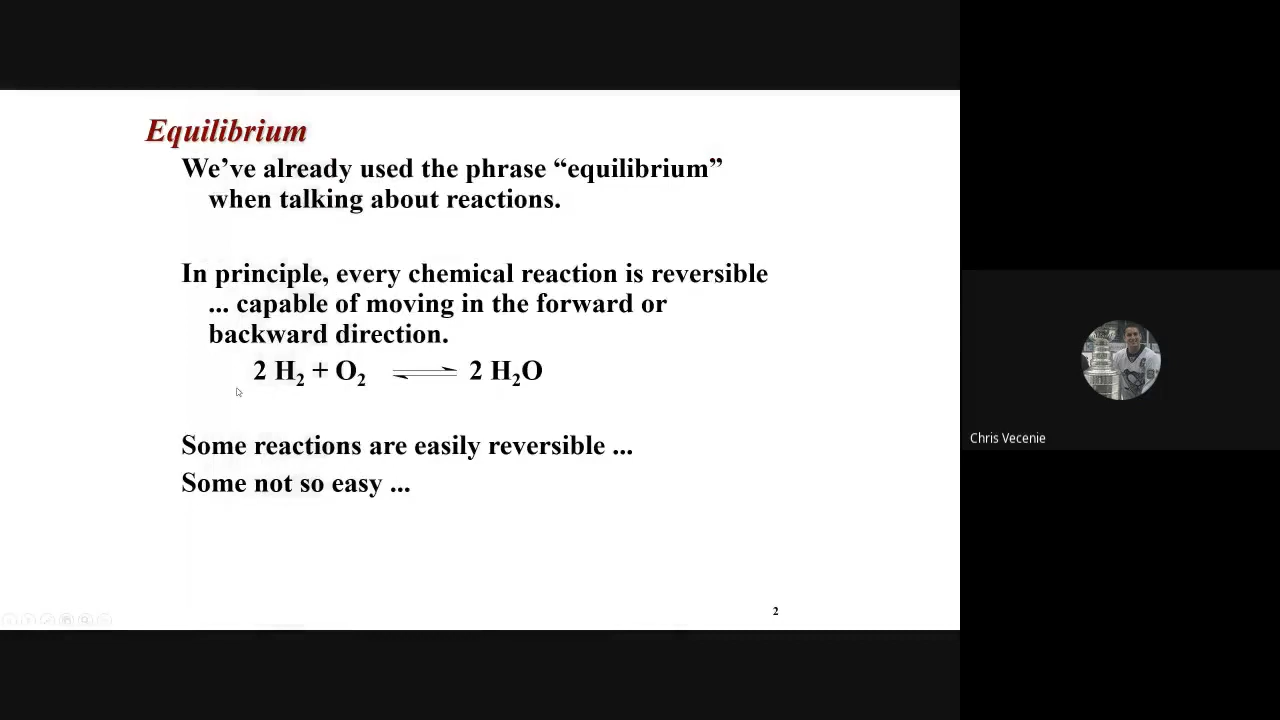 Equilibrium
We’ve already used the phrase “equilibrium”
when talking about reactions.
In principle, every chemical reaction is reversible
... capable of moving in the forward or
backward direction.
2 H₂ + O₂ ⇌ 2 H₂O
Some reactions are easily reversible ...
Some not so easy ...
2
Chris Vecenie